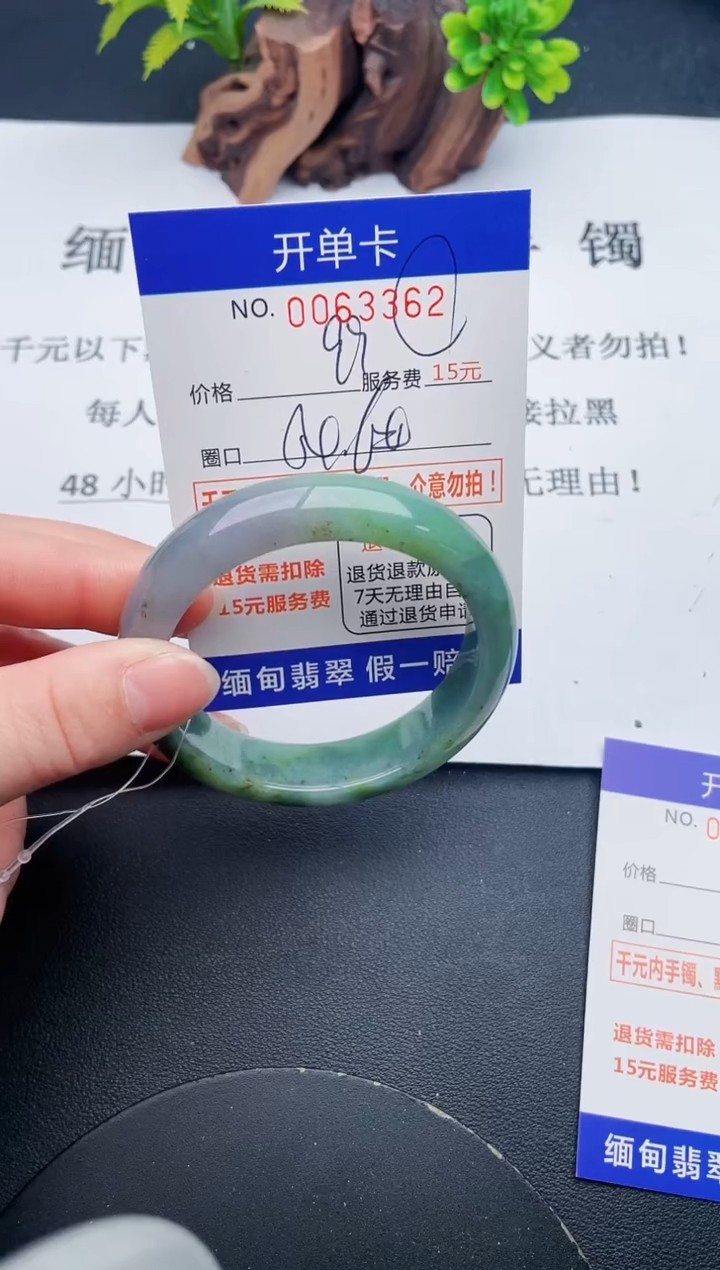 缅 镯
开单卡
NO. 0063362
千元以下 义者勿拍！
价格 服务费 15元
每人 接拉黑
圈口
48 小时 无理由！
介意勿拍！
退货需扣除
15元服务费
退货退款
7天无理由
通过退货申请
缅甸翡翠 假一赔
开
NO. 0
价格
圈口
千元内手镯、
退货需扣除
15元服务费
缅甸翡翠